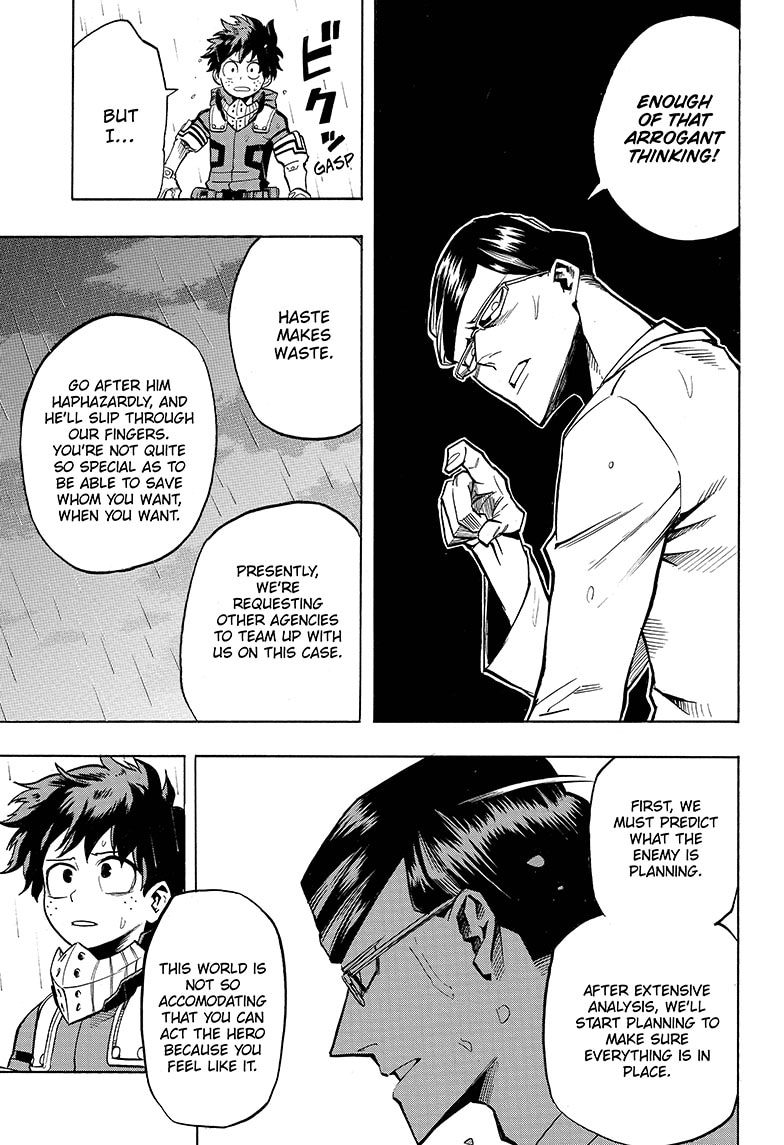 ENOUGH
OF THAT
ARROGANT
THINKING!
ビクッ
GASP
BUT
I...
HASTE
MAKES
WASTE.
GO AFTER HIM
HAPHAZARDLY, AND
HE'LL SLIP THROUGH
OUR FINGERS.
YOU'RE NOT QUITE
SO SPECIAL AS TO
BE ABLE TO SAVE
WHOM YOU WANT,
WHEN YOU WANT.
PRESENTLY,
WE'RE
REQUESTING
OTHER AGENCIES
TO TEAM UP WITH
US ON THIS CASE.
FIRST, WE
MUST PREDICT
WHAT THE
ENEMY IS
PLANNING.
AFTER EXTENSIVE
ANALYSIS, WE'LL
START PLANNING TO
MAKE SURE
EVERYTHING IS IN
PLACE.
THIS WORLD IS
NOT SO
ACCOMODATING
THAT YOU CAN
ACT THE HERO
BECAUSE YOU
FEEL LIKE IT.